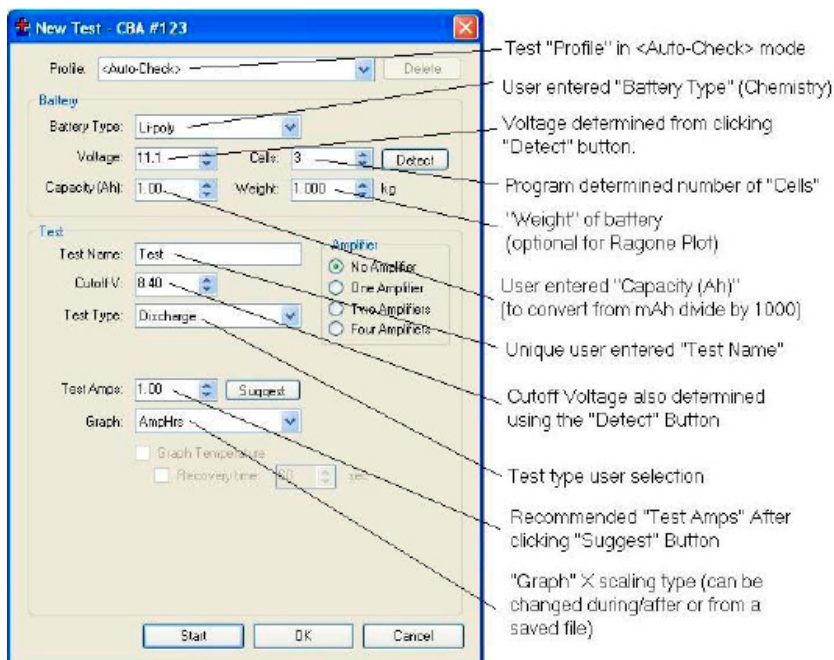 New Test - CBA #123
Profile: <Auto-Check> Delete
Battery
Battery Type: Li-poly
Voltage: 11.1 Cells: 3 Detect
Capacity (Ah): 1.00 Weight: 1.000 kg
Test
Test Name: Test
Cutoff V: 8.40
Test Type: Discharge
Amplifier
No Amplifier
One Amplifier
Two Amplifiers
Four Amplifiers
Test Amps: 1.00 Suggest
Graph: AmpHrs
Graph Temperature
Recovery time: sec
Start OK Cancel
Test "Profile" in <Auto-Check> mode
User entered "Battery Type" (Chemistry)
Voltage determined from clicking
"Detect" button.
Program determined number of "Cells"
"Weight" of battery
(optional for Ragone Plot)
User entered "Capacity (Ah)"
(to convert from mAh divide by 1000)
Unique user entered "Test Name"
Cutoff Voltage also determined
using the "Detect" Button
Test type user selection
Recommended "Test Amps" After
clicking "Suggest" Button
"Graph" X scaling type (can be
changed during/after or from a
saved file)